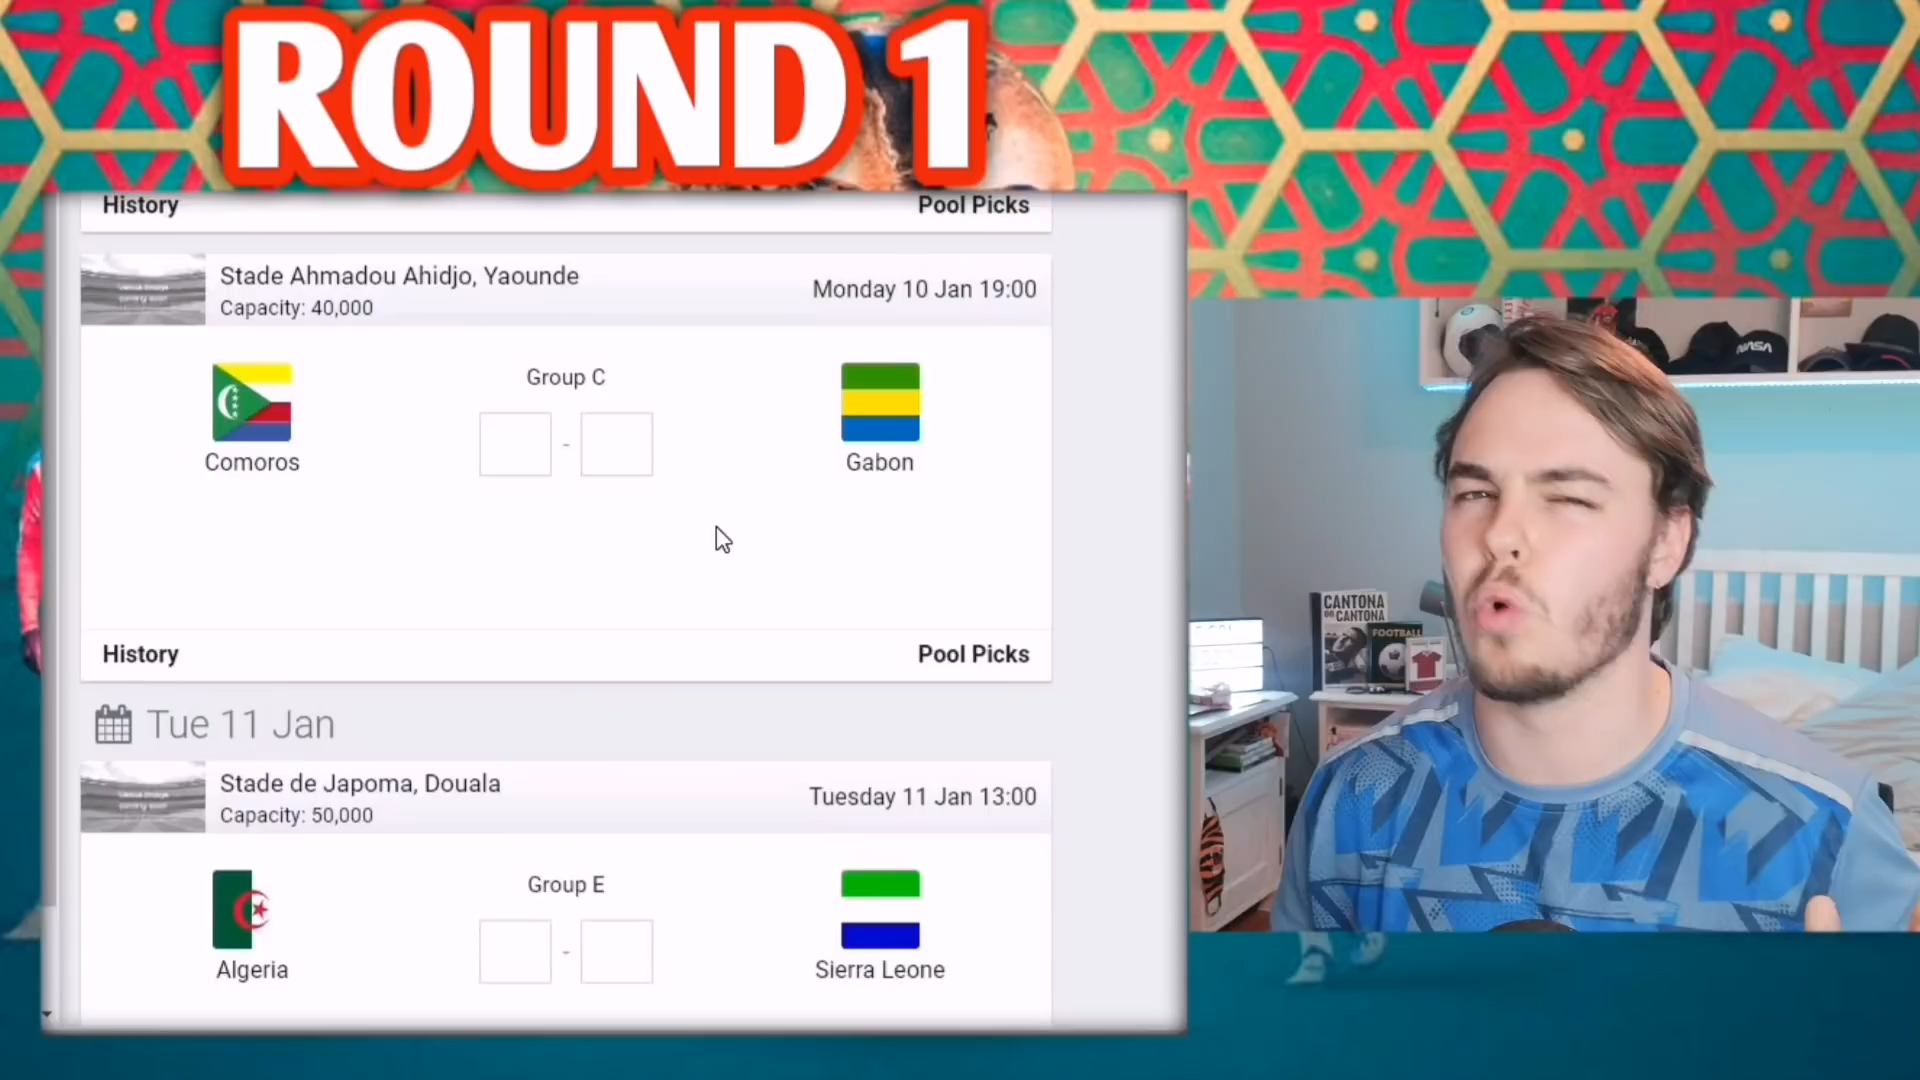 ROUND 1
History
Pool Picks
Stade Ahmadou Ahidjo, Yaounde
Capacity: 40,000
Monday 10 Jan 19:00
Group C
-
Comoros
Gabon
History
Pool Picks
Tue 11 Jan
Stade de Japoma, Douala
Capacity: 50,000
Tuesday 11 Jan 13:00
Group E
-
Algeria
Sierra Leone
NASA
CANTONA
ON CANTONA
FOOTBALL